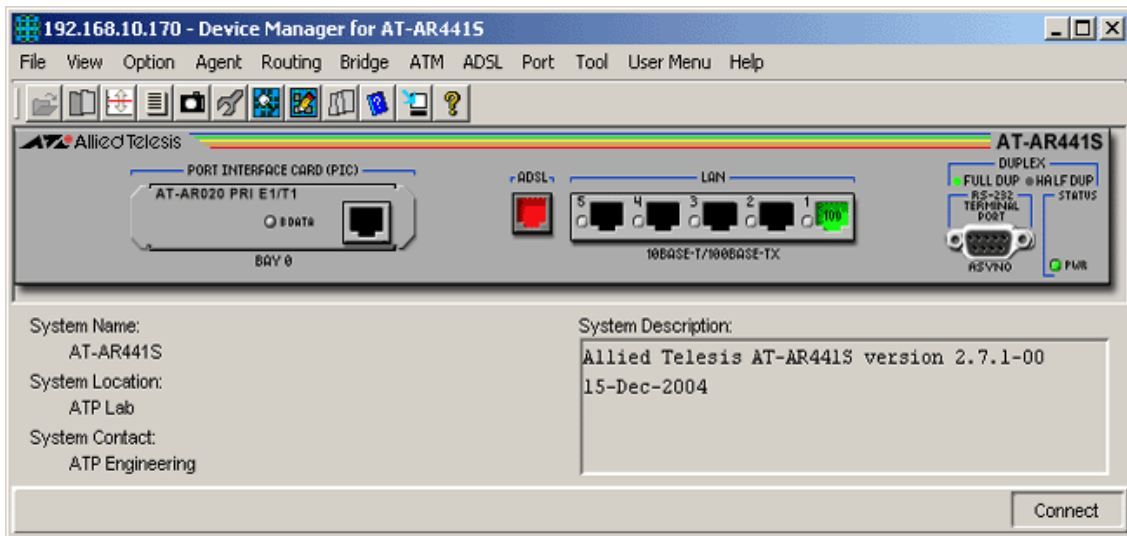 192.168.10.170 - Device Manager for AT-AR441S
File View Option Agent Routing Bridge ATM ADSL Port Tool User Menu Help
Allied Telesis
AT-AR441S
PORT INTERFACE CARD (PIC)
AT-AR020 PRI E1/T1
BDATA
BAY 0
ADSL
LAN
5 4 3 2 1
100
10BASE-T/100BASE-TX
DUPLEX
FULL DUP HALF DUP
RS-232
TERMINAL
PORT
STATUS
ASYN0
PWR
System Name:
AT-AR441S
System Location:
ATP Lab
System Contact:
ATP Engineering
System Description:
Allied Telesis AT-AR441S version 2.7.1-00
15-Dec-2004
Connect